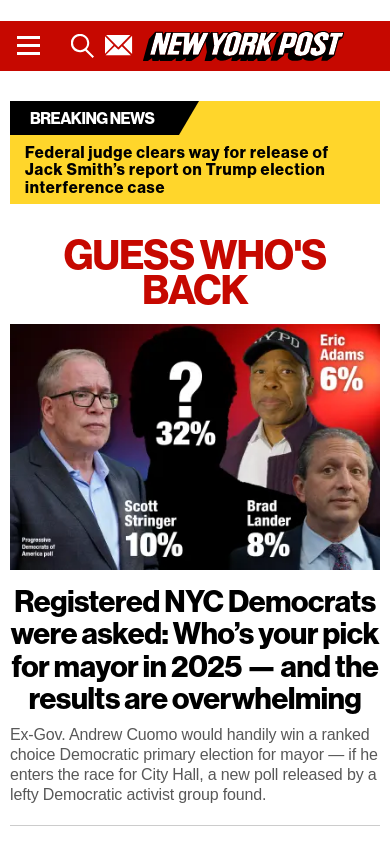 NEW YORK POST
BREAKING NEWS
Federal judge clears way for release of
Jack Smith’s report on Trump election
interference case
GUESS WHO'S
BACK
NYPD
Eric
Adams
6%
?
32%
Scott
Stringer
10%
Brad
Lander
8%
Progressive
Democrats of
America poll
Registered NYC Democrats
were asked: Who’s your pick
for mayor in 2025 — and the
results are overwhelming
Ex-Gov. Andrew Cuomo would handily win a ranked
choice Democratic primary election for mayor — if he
enters the race for City Hall, a new poll released by a
lefty Democratic activist group found.